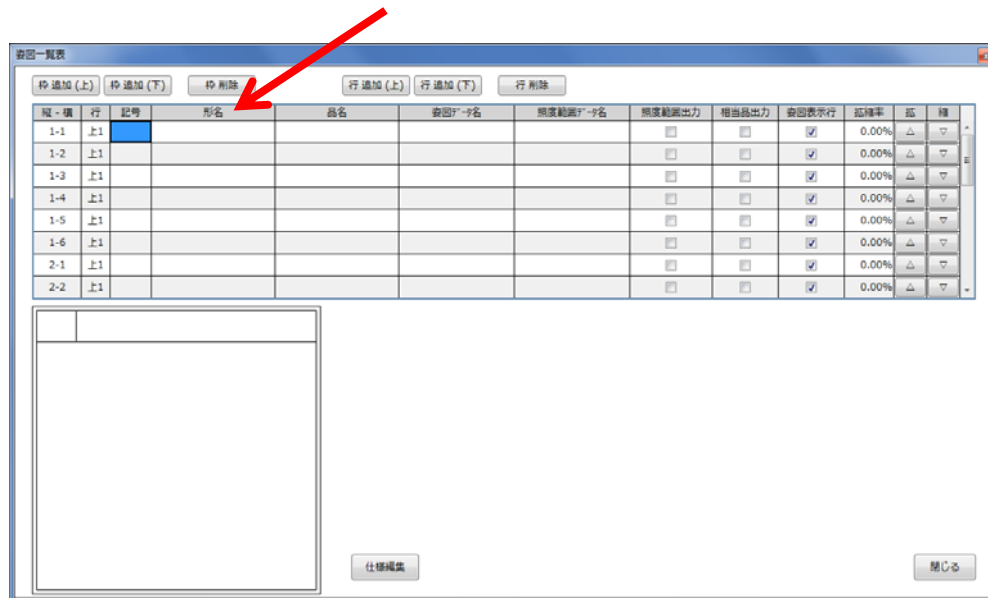 姿図一覧表
枠 追加 (上) 枠 追加 (下) 枠 削除 行 追加 (上) 行 追加 (下) 行 削除
縦 - 横 行 記号 形名 品名 姿図ﾃﾞｰﾀ名 照度範囲ﾃﾞｰﾀ名 照度範囲出力 相当品出力 姿図表示行 拡縮率 拡 縮
1-1 上1 0.00% △ ▽
1-2 上1 0.00% △ ▽
1-3 上1 0.00% △ ▽
1-4 上1 0.00% △ ▽
1-5 上1 0.00% △ ▽
1-6 上1 0.00% △ ▽
2-1 上1 0.00% △ ▽
2-2 上1 0.00% △ ▽
仕様編集 閉じる